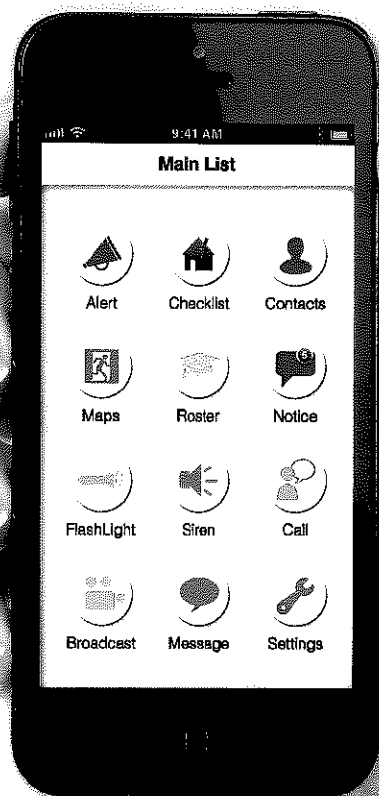 9:41 AM
Main List
Alert Checklist Contacts
Maps Roster Notice
FlashLight Siren Call
Broadcast Message Settings